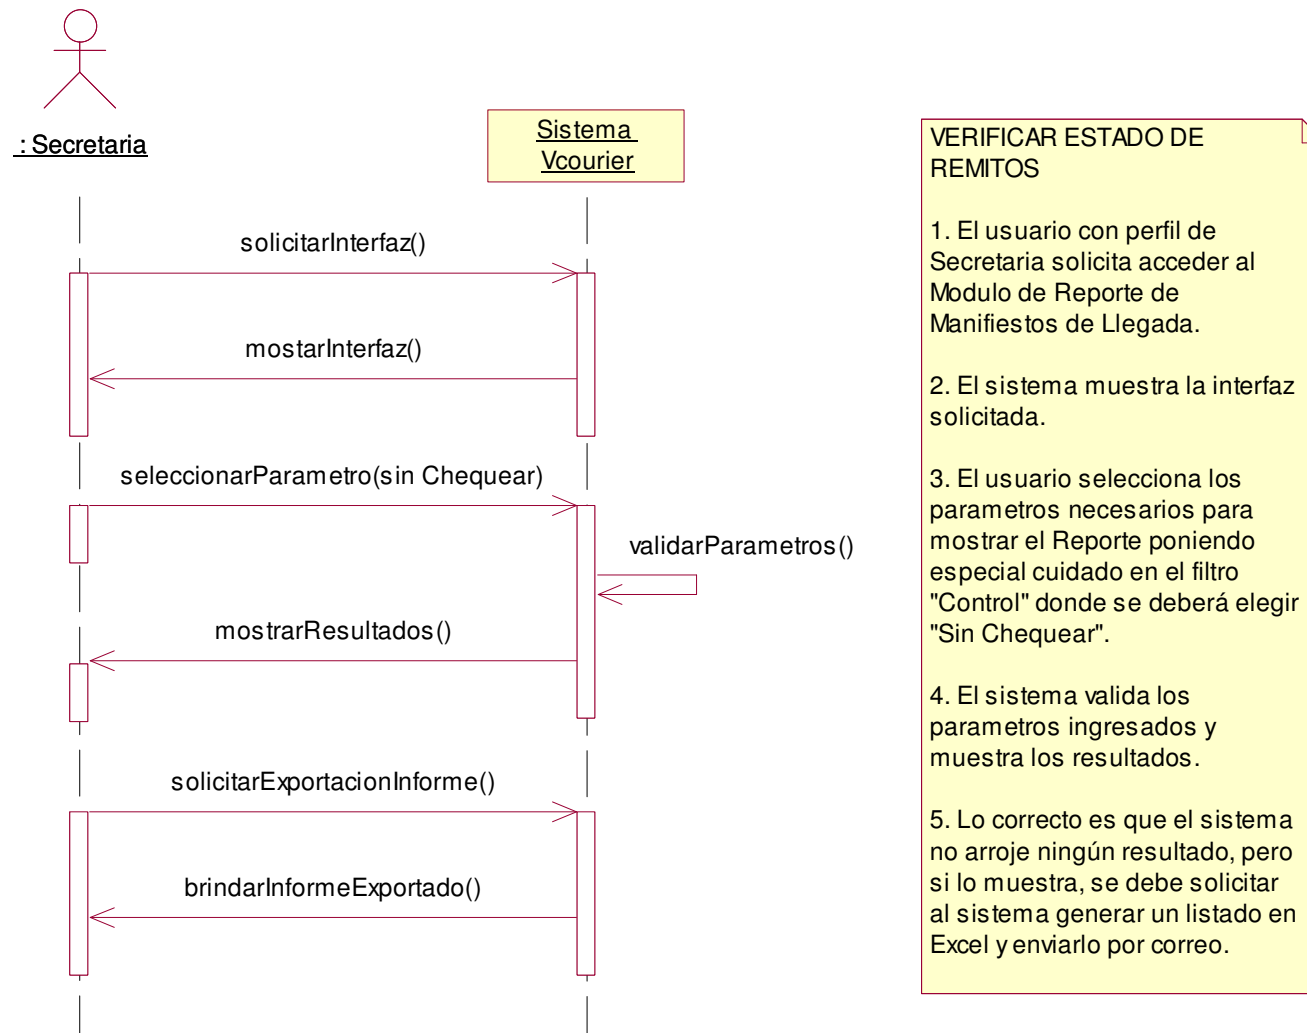 : Secretaria
Sistema
Vcourier
solicitarInterfaz()
mostarInterfaz()
seleccionarParametro(sin Chequear)
validarParametros()
mostrarResultados()
solicitarExportacionInforme()
brindarInformeExportado()
VERIFICAR ESTADO DE
REMITOS
1. El usuario con perfil de
Secretaria solicita acceder al
Modulo de Reporte de
Manifiestos de Llegada.
2. El sistema muestra la interfaz
solicitada.
3. El usuario selecciona los
parametros necesarios para
mostrar el Reporte poniendo
especial cuidado en el filtro
"Control" donde se deberá elegir
"Sin Chequear".
4. El sistema valida los
parametros ingresados y
muestra los resultados.
5. Lo correcto es que el sistema
no arroje ningún resultado, pero
si lo muestra, se debe solicitar
al sistema generar un listado en
Excel y enviarlo por correo.